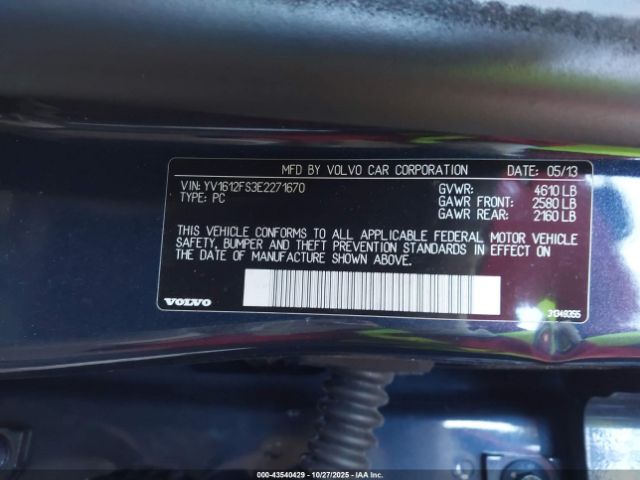 MFD BY VOLVO CAR CORPORATION DATE: 05/13
VIN: YV1612FS3E2271670
TYPE: PC
GVWR: 4610 LB
GAWR FRONT: 2580 LB
GAWR REAR: 2160 LB
THIS VEHICLE CONFORMS TO ALL APPLICABLE FEDERAL MOTOR VEHICLE
SAFETY, BUMPER AND THEFT PREVENTION STANDARDS IN EFFECT ON
THE DATE OF MANUFACTURE SHOWN ABOVE.
VOLVO
31349355
000-43540429 | 10/27/2025 - IAA.COM